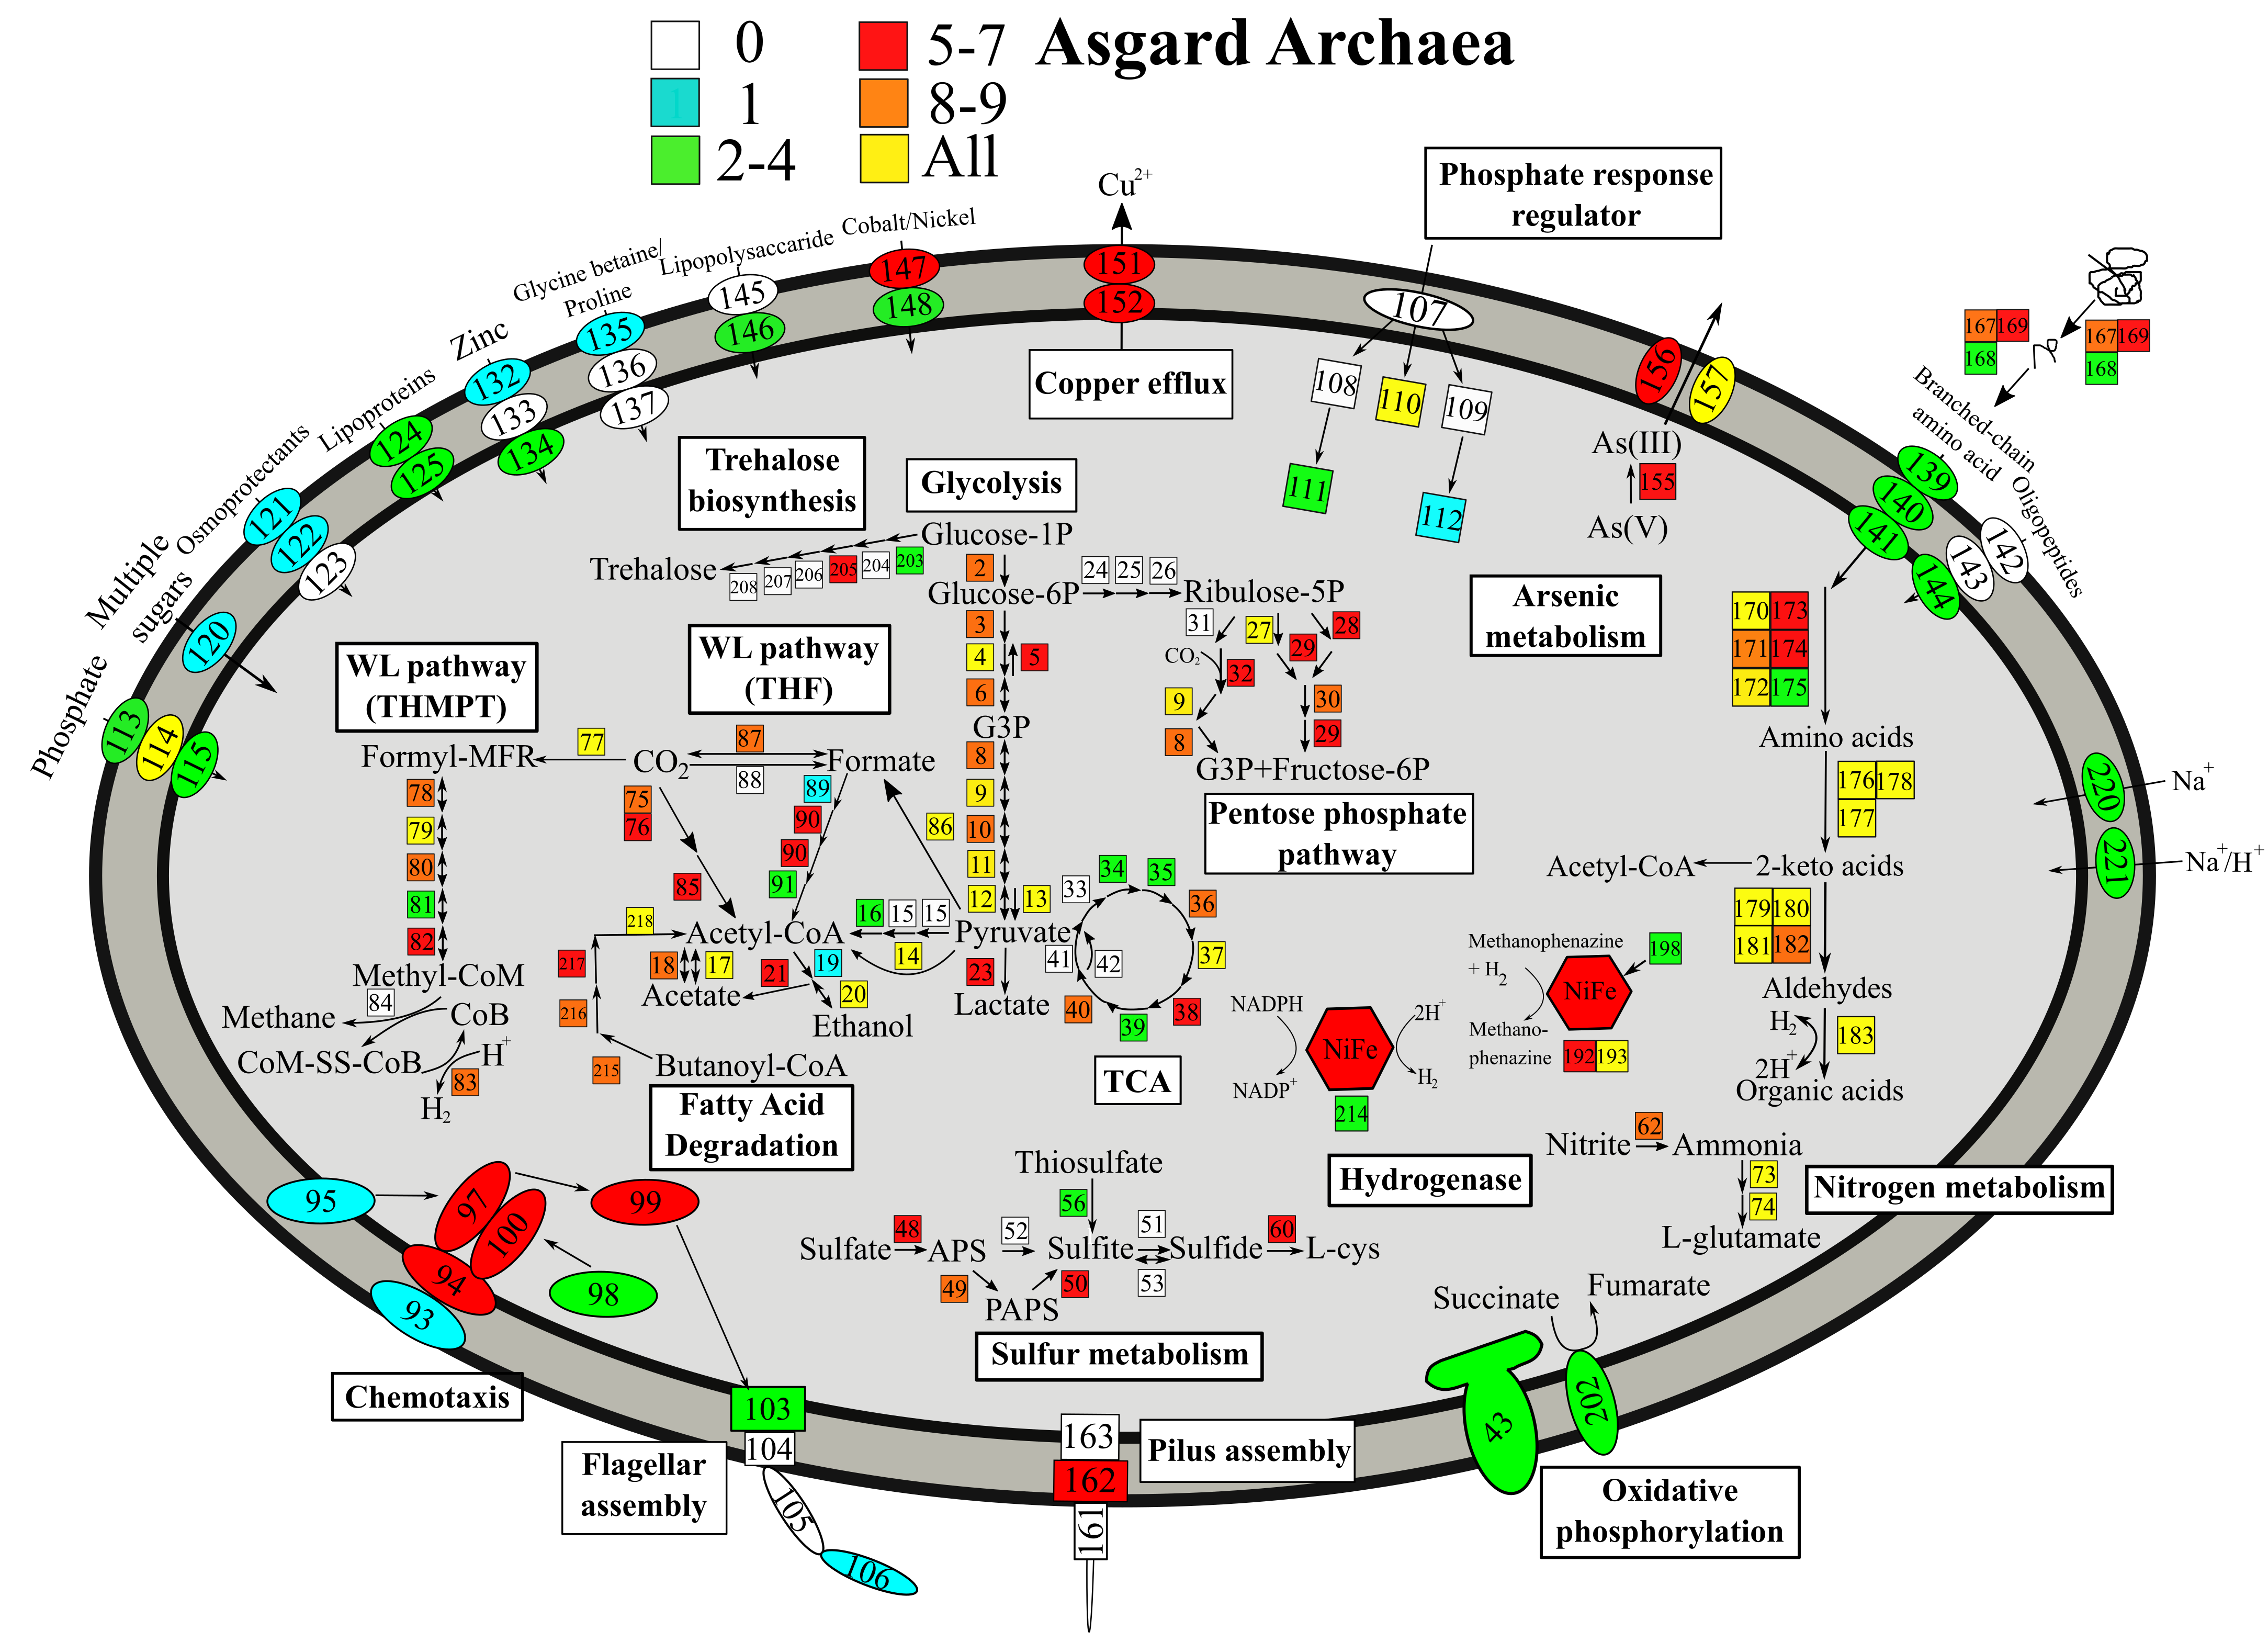 Asgard Archaea
0
5-7
1
1
8-9
2-4
All
Cu2+
Phosphate response
regulator
Cobalt/Nickel
Lipopolysaccaride
Glycine betaine/
Proline
Zinc
Lipoproteins
Osmoprotectants
Multiple
sugars
Phosphate
147
148
145
146
135
136
137
132
133
134
124
125
121
122
123
120
113
114
115
151
152
Copper efflux
107
108
110
109
111
112
156
157
As(III)
155
As(V)
Arsenic
metabolism
167 169
168
167 169
168
Branched-chain
amino acid
Oligopeptides
139
140
141
142
143
144
Trehalose
biosynthesis
Glycolysis
Glucose-1P
Trehalose
208 207 206 205 204 203
2
Glucose-6P
24 25 26
Ribulose-5P
3
4
5
6
G3P
8
9
10
11
12
13
31
27
28
CO2
29
32
9
30
8
29
G3P+Fructose-6P
Pentose phosphate
pathway
WL pathway
(THMPT)
WL pathway
(THF)
Formyl-MFR
77
CO2
87
88
Formate
78
79
80
81
82
Methyl-CoM
84
Methane
CoB
CoM-SS-CoB
H+
83
H2
75
76
85
89
90
90
91
86
218
Acetyl-CoA
16 15 15
Pyruvate
14
217
18
17
21
19
20
23
Acetate
Ethanol
Lactate
216
215
Butanoyl-CoA
Fatty Acid
Degradation
33
34
35
36
37
38
39
40
41
42
TCA
NADPH
NADP+
NiFe
2H+
H2
214
Methanophenazine
+ H2
Methano-
phenazine
NiFe
198
192 193
Hydrogenase
170 173
171 174
172 175
Amino acids
176 178
177
Acetyl-CoA
2-keto acids
179 180
181 182
Aldehydes
H2
183
2H+
Organic acids
220
Na+
221
Na+/H+
Nitrite
62
Ammonia
73
74
L-glutamate
Nitrogen metabolism
Thiosulfate
56
Sulfate
48
APS
52
Sulfite
51
53
Sulfide
60
L-cys
49
PAPS
50
Sulfur metabolism
95
97
100
99
94
93
98
Chemotaxis
103
104
105
106
Flagellar
assembly
163
162
161
Pilus assembly
Succinate
Fumarate
43
202
Oxidative
phosphorylation